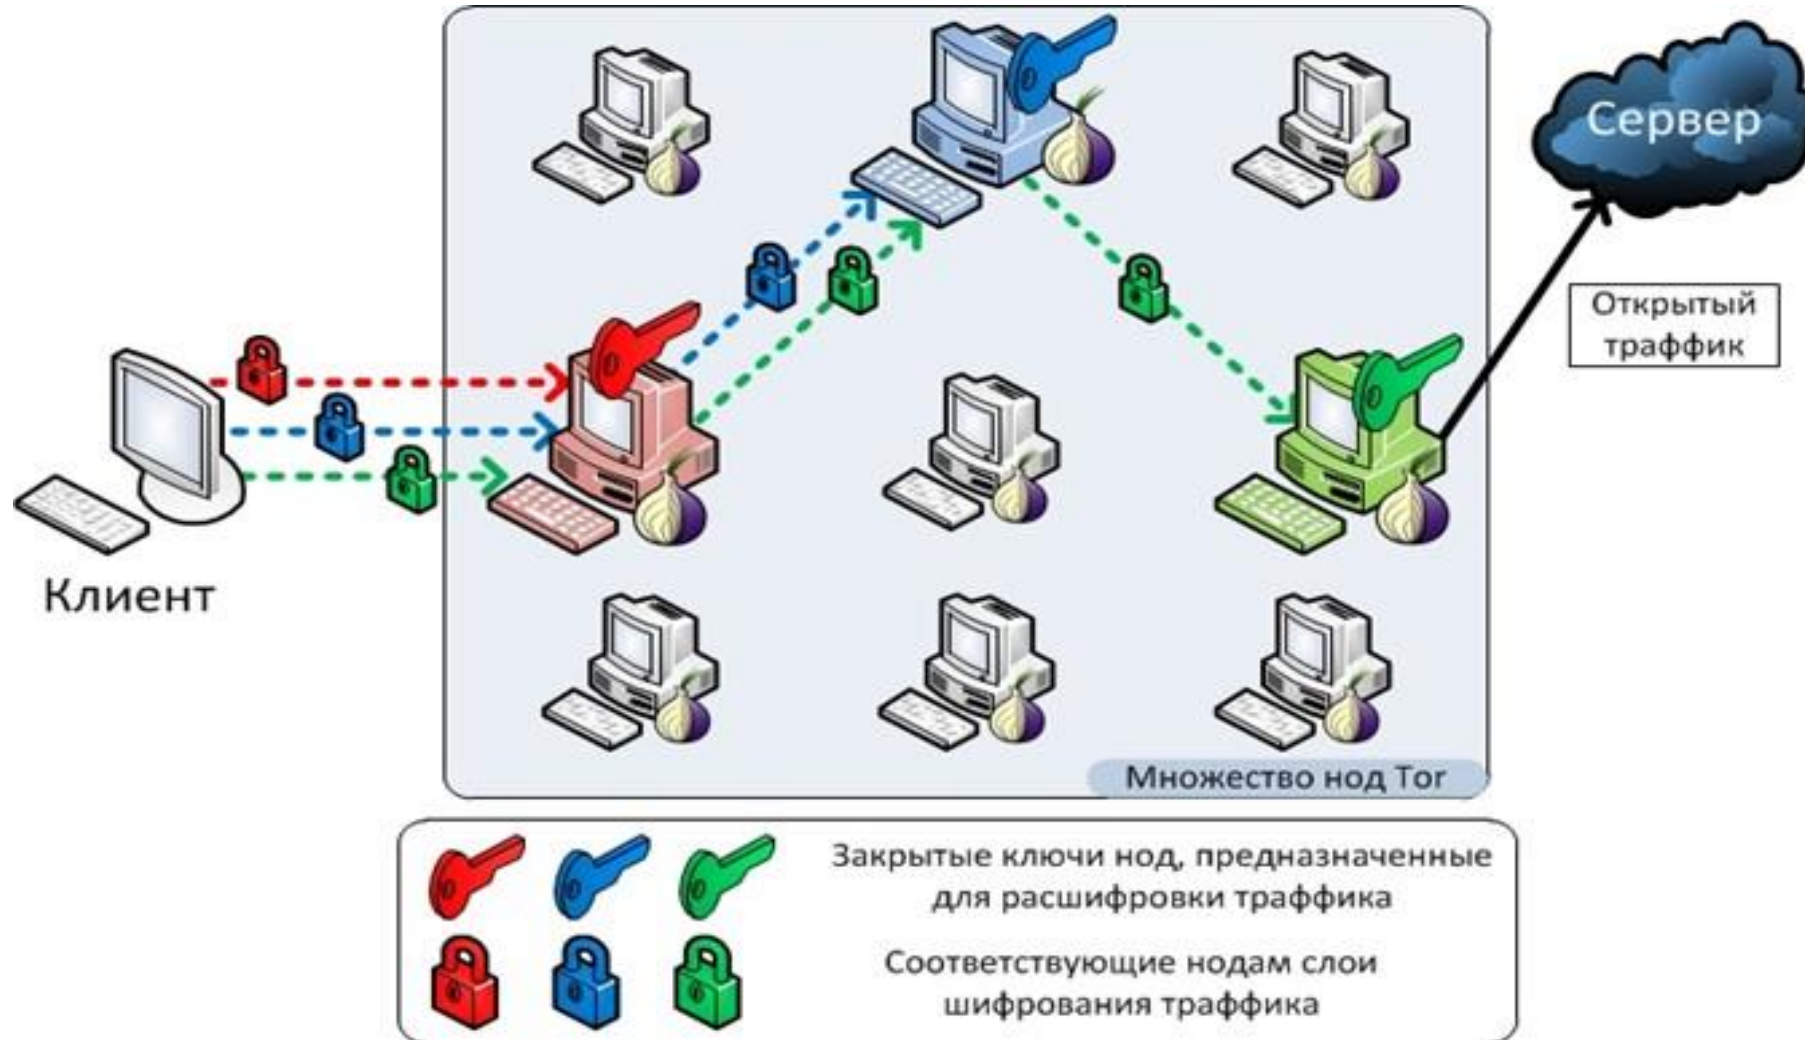 Сервер
Открытый
траффик
Клиент
Множество нод Tor
Закрытые ключи нод, предназначенные
для расшифровки траффика
Соответствующие нодам слои
шифрования траффика